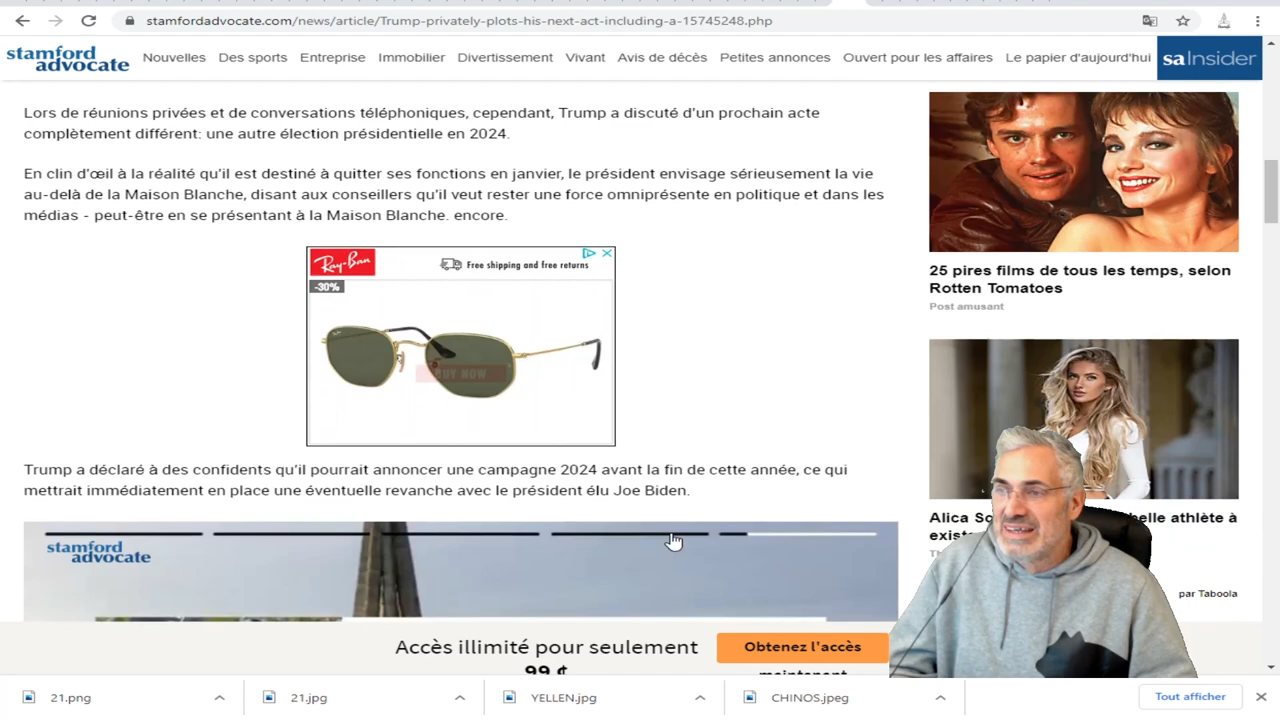 stamfordadvocate.com/news/article/Trump-privately-plots-his-next-act-including-a-15745248.php
stamford
advocate
Nouvelles
Des sports
Entreprise
Immobilier
Divertissement
Vivant
Avis de décès
Petites annonces
Ouvert pour les affaires
Le papier d'aujourd'hui
saInsider
Lors de réunions privées et de conversations téléphoniques, cependant, Trump a discuté d'un prochain acte
complètement différent: une autre élection présidentielle en 2024.
En clin d'œil à la réalité qu'il est destiné à quitter ses fonctions en janvier, le président envisage sérieusement la vie
au-delà de la Maison Blanche, disant aux conseillers qu'il veut rester une force omniprésente en politique et dans les
médias - peut-être en se présentant à la Maison Blanche. encore.
Ray-Ban
Free shipping and free returns
-30%
BUY NOW
Trump a déclaré à des confidents qu'il pourrait annoncer une campagne 2024 avant la fin de cette année, ce qui
mettrait immédiatement en place une éventuelle revanche avec le président élu Joe Biden.
stamford
advocate
25 pires films de tous les temps, selon
Rotten Tomatoes
Post amusant
Alica
belle athlète à
par Taboola
Accès illimité pour seulement
99 ¢
Obtenez l'accès
maintenant
21.png
21.jpg
YELLEN.jpg
CHINOS.jpeg
Tout afficher